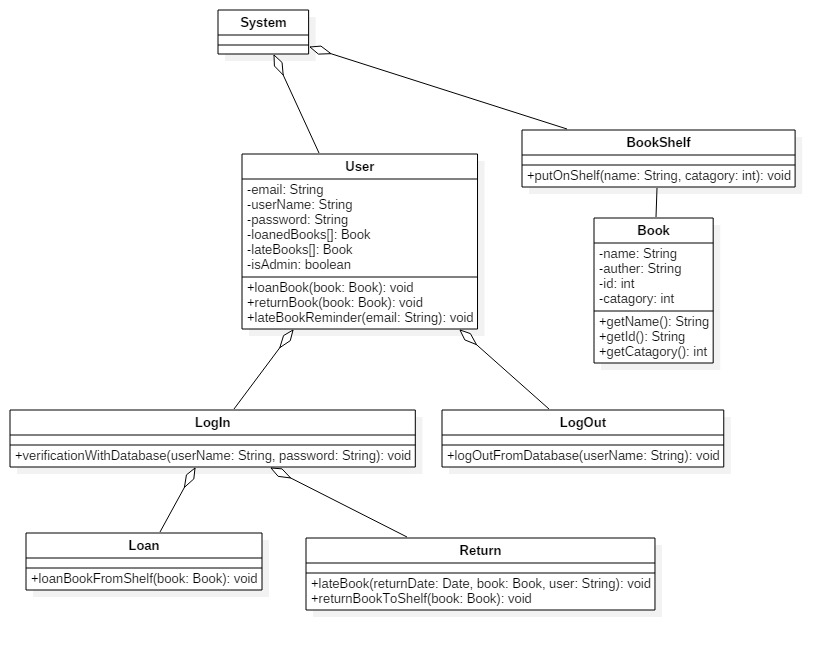 System
User
-email: String
-userName: String
-password: String
-loanedBooks[]: Book
-lateBooks[]: Book
-isAdmin: boolean
+loanBook(book: Book): void
+returnBook(book: Book): void
+lateBookReminder(email: String): void
BookShelf
+putOnShelf(name: String, catagory: int): void
Book
-name: String
-auther: String
-id: int
-catagory: int
+getName(): String
+getId(): String
+getCatagory(): int
LogIn
+verificationWithDatabase(userName: String, password: String): void
LogOut
+logOutFromDatabase(userName: String): void
Loan
+loanBookFromShelf(book: Book): void
Return
+lateBook(returnDate: Date, book: Book, user: String): void
+returnBookToShelf(book: Book): void